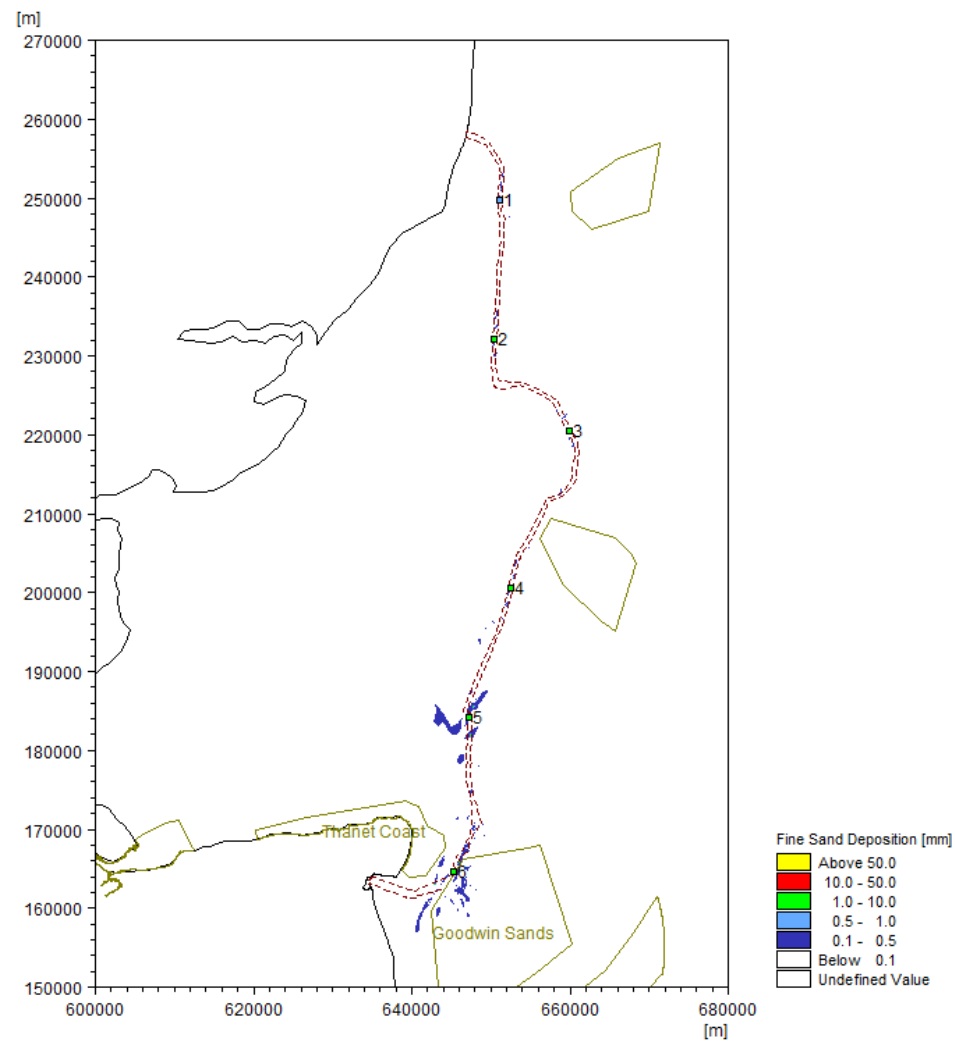 [m]
270000
260000
250000
240000
230000
220000
210000
200000
190000
180000
170000
160000
150000
1
2
3
4
5
6
Thanet Coast
Goodwin Sands
600000 620000 640000 660000 680000
[m]
Fine Sand Deposition [mm]
Above 50.0
10.0 - 50.0
1.0 - 10.0
0.5 - 1.0
0.1 - 0.5
Below 0.1
Undefined Value